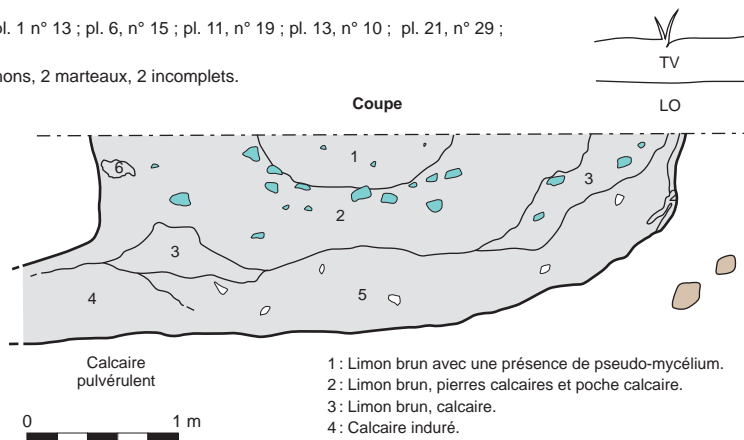 pl. 1 n° 13 ; pl. 6, n° 15 ; pl. 11, n° 19 ; pl. 13, n° 10 ; pl. 21, n° 29 ;
2 marteaux, 2 incomplets.
TV
Coupe
LO
1
6
2
3
3
4
5
Calcaire
pulvérulent
1 : Limon brun avec une présence de pseudo-mycélium.
2 : Limon brun, pierres calcaires et poche calcaire.
3 : Limon brun, calcaire.
4 : Calcaire induré.
0 1 m